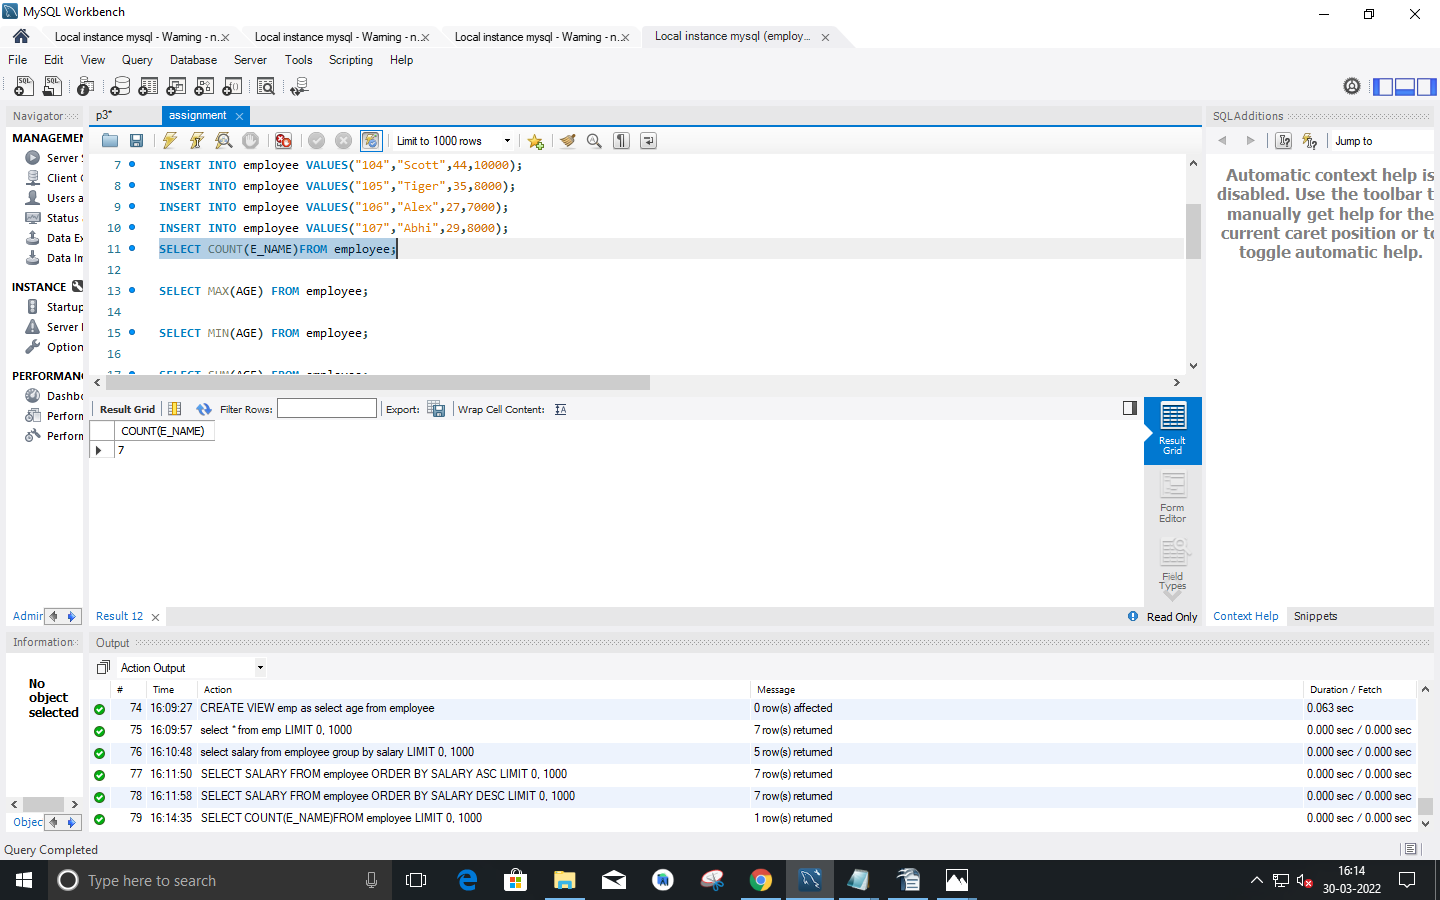 MySQL Workbench
Local instance mysql - Warning - n... Local instance mysql - Warning - n... Local instance mysql - Warning - n... Local instance mysql (employ...
File Edit View Query Database Server Tools Scripting Help
Navigator p3* assignment SQL Additions
MANAGEMEN Limit to 1000 rows Jump to
Server S
Client C
Users a
Status
Data Ex
Data Im
INSTANCE
Startup
Server L
Option
PERFORMAN
Dashbo
Perforn
Perforn
7 INSERT INTO employee VALUES("104","Scott",44,10000);
8 INSERT INTO employee VALUES("105","Tiger",35,8000);
9 INSERT INTO employee VALUES("106","Alex",27,7000);
10 INSERT INTO employee VALUES("107","Abhi",29,8000);
11 SELECT COUNT(E_NAME)FROM employee;
12
13 SELECT MAX(AGE) FROM employee;
14
15 SELECT MIN(AGE) FROM employee;
16
17 SELECT SUM(AGE) FROM employee;
Automatic context help is
disabled. Use the toolbar t
manually get help for the
current caret position or to
toggle automatic help.
Result Grid Filter Rows: Export: Wrap Cell Content:
COUNT(E_NAME)
7
Result
Grid
Form
Editor
Field
Types
Admir Result 12 Read Only Context Help Snippets
Information Output
No
object
selected
Action Output
# Time Action Message Duration / Fetch
74 16:09:27 CREATE VIEW emp as select age from employee 0 row(s) affected 0.063 sec
75 16:09:57 select * from emp LIMIT 0, 1000 7 row(s) returned 0.000 sec / 0.000 sec
76 16:10:48 select salary from employee group by salary LIMIT 0, 1000 5 row(s) returned 0.000 sec / 0.000 sec
77 16:11:50 SELECT SALARY FROM employee ORDER BY SALARY ASC LIMIT 0, 1000 7 row(s) returned 0.000 sec / 0.000 sec
78 16:11:58 SELECT SALARY FROM employee ORDER BY SALARY DESC LIMIT 0, 1000 7 row(s) returned 0.000 sec / 0.000 sec
79 16:14:35 SELECT COUNT(E_NAME)FROM employee LIMIT 0, 1000 1 row(s) returned 0.000 sec / 0.000 sec
Objec
Query Completed
Type here to search
16:14
30-03-2022